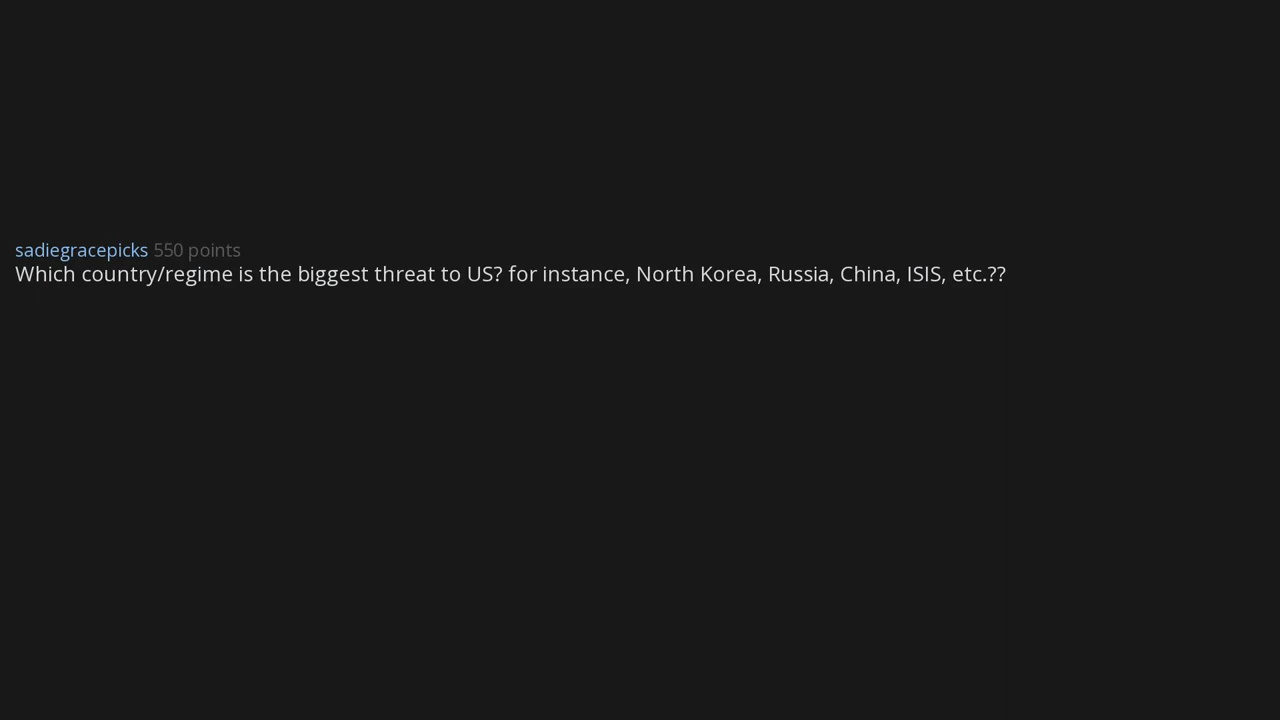 sadiegracepicks 550 points
Which country/regime is the biggest threat to US? for instance, North Korea, Russia, China, ISIS, etc.??